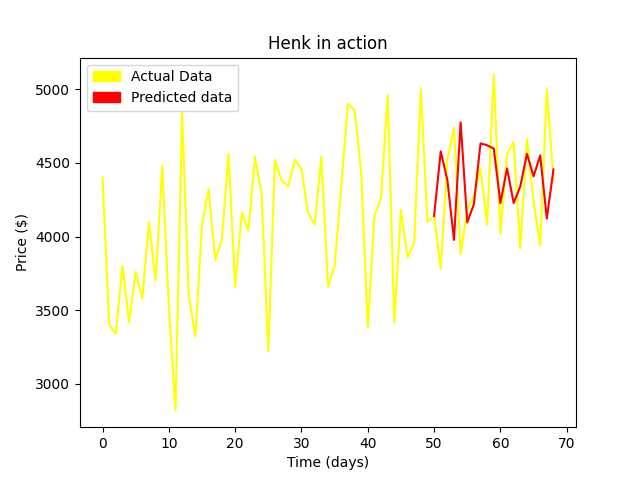 Henk in action
Actual Data
Predicted data
Price ($)
5000
4500
4000
3500
3000
0 10 20 30 40 50 60 70
Time (days)